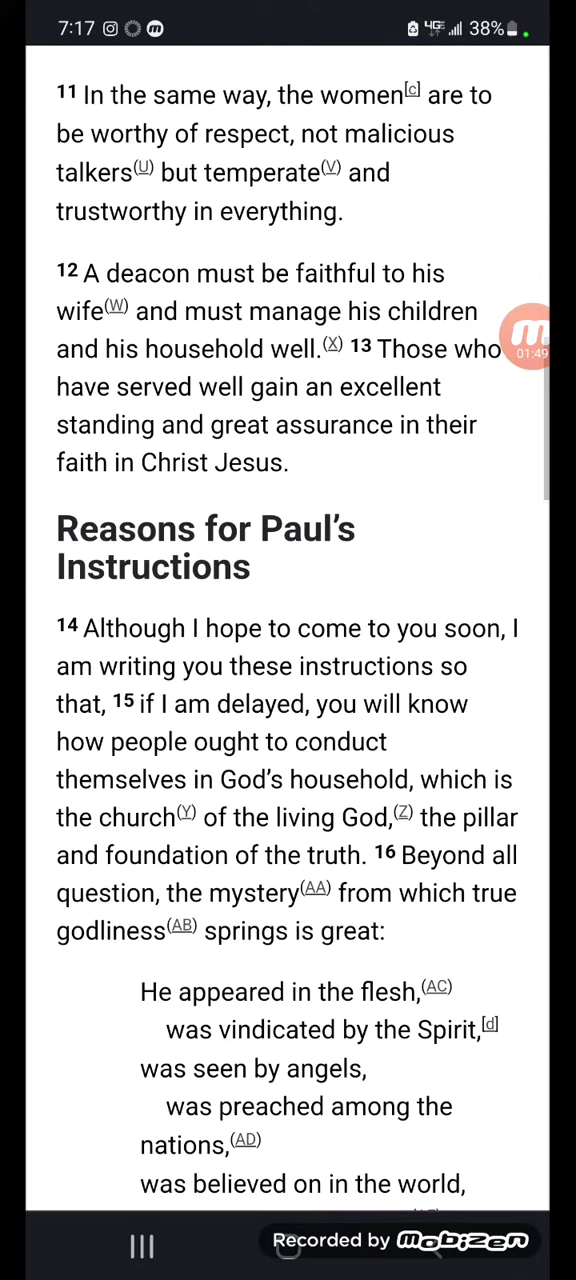 7:17
4G 38%
11 In the same way, the women[c] are to
be worthy of respect, not malicious
talkers(U) but temperate(V) and
trustworthy in everything.
12 A deacon must be faithful to his
wife(W) and must manage his children
and his household well.(X) 13 Those who
have served well gain an excellent
standing and great assurance in their
faith in Christ Jesus.
01:49
Reasons for Paul’s
Instructions
14 Although I hope to come to you soon, I
am writing you these instructions so
that, 15 if I am delayed, you will know
how people ought to conduct
themselves in God’s household, which is
the church(Y) of the living God,(Z) the pillar
and foundation of the truth. 16 Beyond all
question, the mystery(AA) from which true
godliness(AB) springs is great:
He appeared in the flesh,(AC)
was vindicated by the Spirit,[d]
was seen by angels,
was preached among the
nations,(AD)
was believed on in the world,
Recorded by mobizen